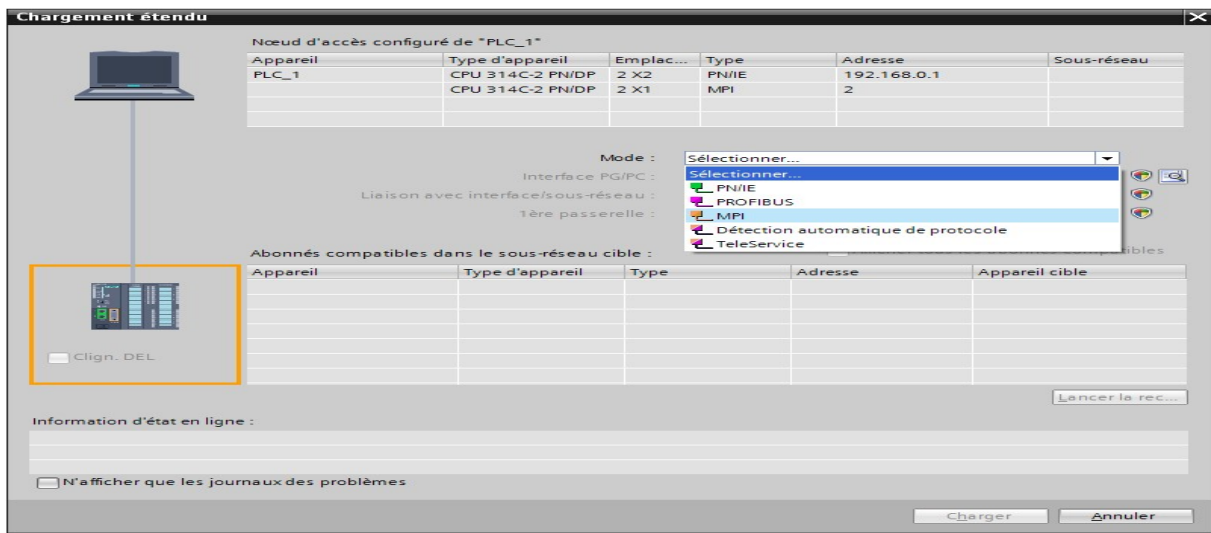 Chargement étendu
Nœud d'accès configuré de "PLC_1"
Appareil Type d'appareil Emplac... Type Adresse Sous-réseau
PLC_1 CPU 314C-2 PN/DP 2 X2 PN/IE 192.168.0.1
CPU 314C-2 PN/DP 2 X1 MPI 2
Mode : Sélectionner...
Interface PG/PC : Sélectionner...
PN/IE
Liaison avec interface/sous-réseau : PROFIBUS
1ère passerelle : MPI
Détection automatique de protocole
TeleService
Abonnés compatibles dans le sous-réseau cible :
Appareil Type d'appareil Type Adresse Appareil cible
Clign. DEL
Lancer la rec...
Information d'état en ligne :
N'afficher que les journaux des problèmes
Charger Annuler